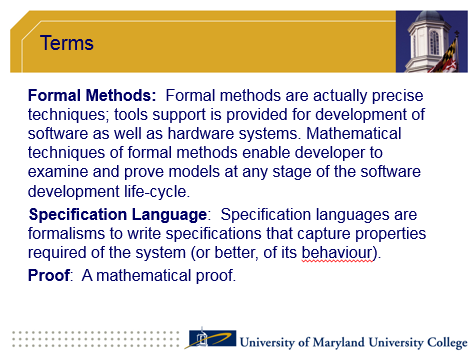 Terms
Formal Methods:  Formal methods are actually precise
techniques; tools support is provided for development of
software as well as hardware systems. Mathematical
techniques of formal methods enable developer to
examine and prove models at any stage of the software
development life-cycle.
Specification Language:  Specification languages are
formalisms to write specifications that capture properties
required of the system (or better, of its behaviour).
Proof:  A mathematical proof.
University of Maryland University College